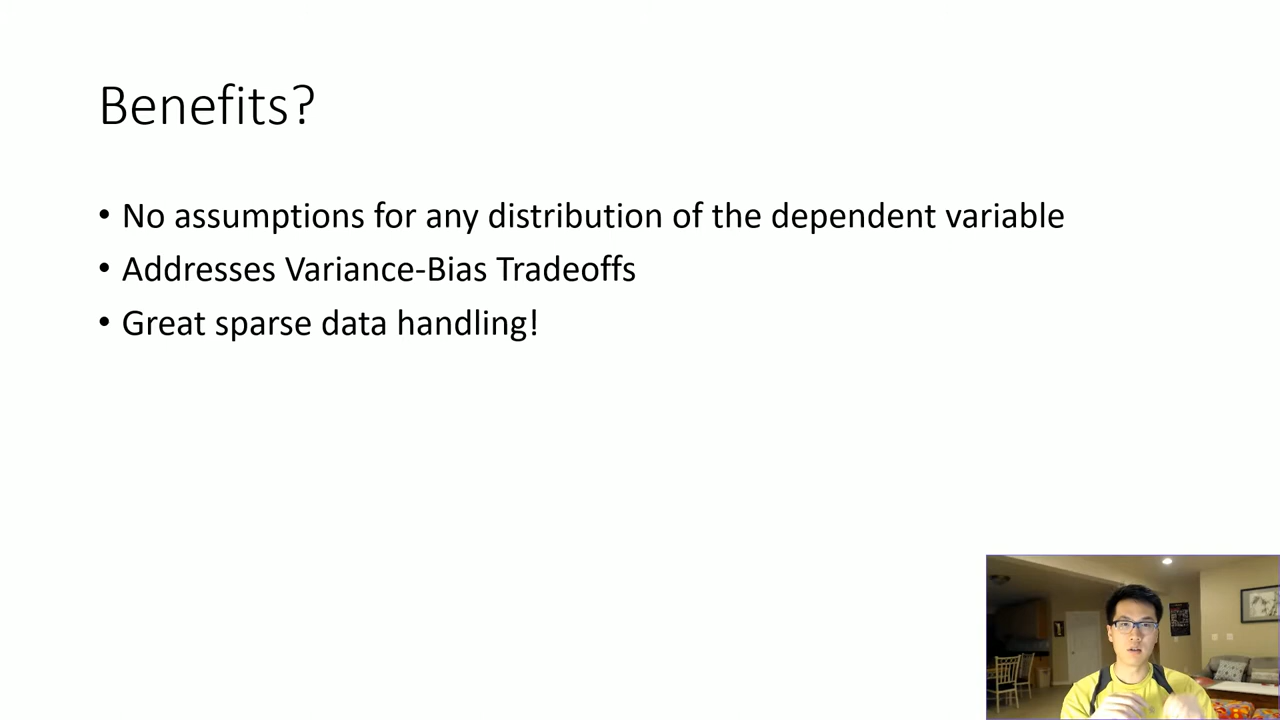 Benefits?
• No assumptions for any distribution of the dependent variable
• Addresses Variance-Bias Tradeoffs
• Great sparse data handling!